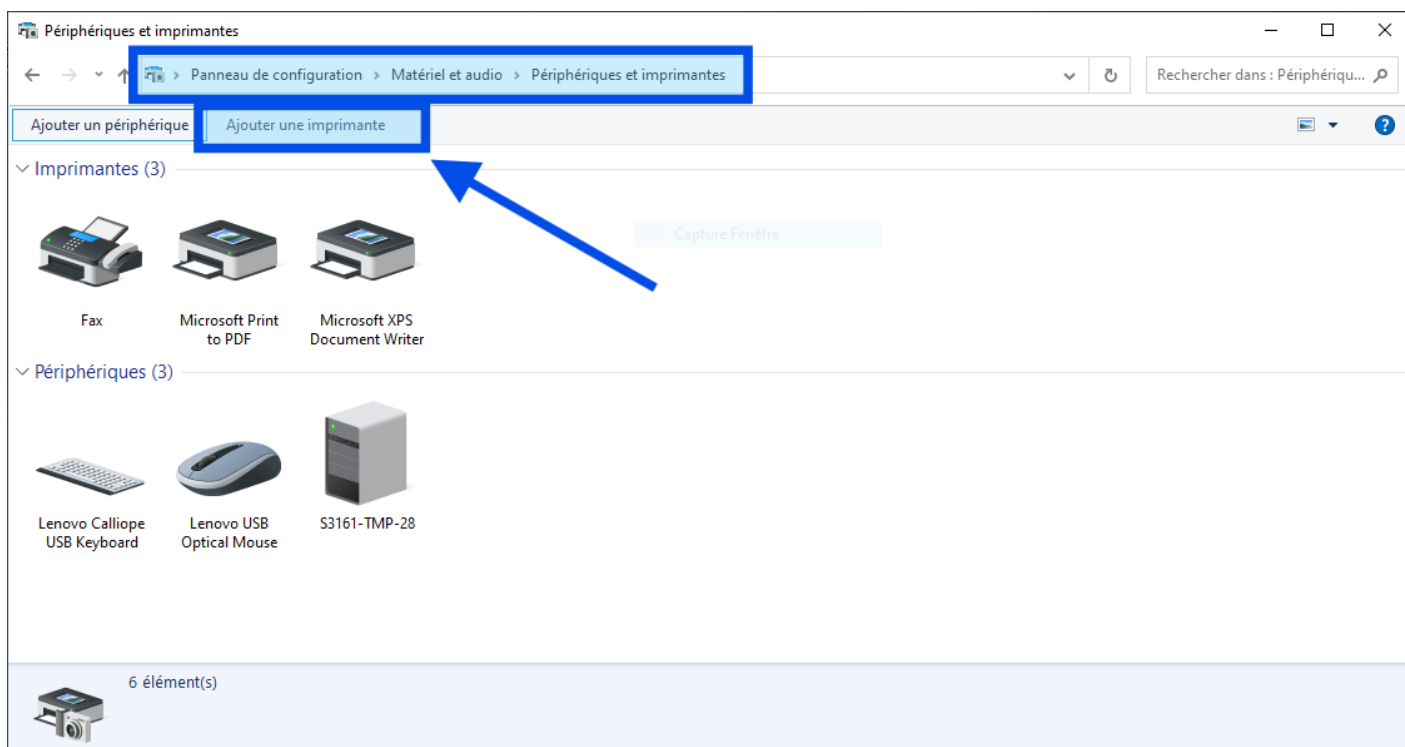 Périphériques et imprimantes
Panneau de configuration > Matériel et audio > Périphériques et imprimantes
Rechercher dans : Périphériqu...
Ajouter un périphérique
Ajouter une imprimante
Imprimantes (3)
Capture Fenêtre
Fax
Microsoft Print
to PDF
Microsoft XPS
Document Writer
Périphériques (3)
Lenovo Calliope
USB Keyboard
Lenovo USB
Optical Mouse
S3161-TMP-28
6 élément(s)